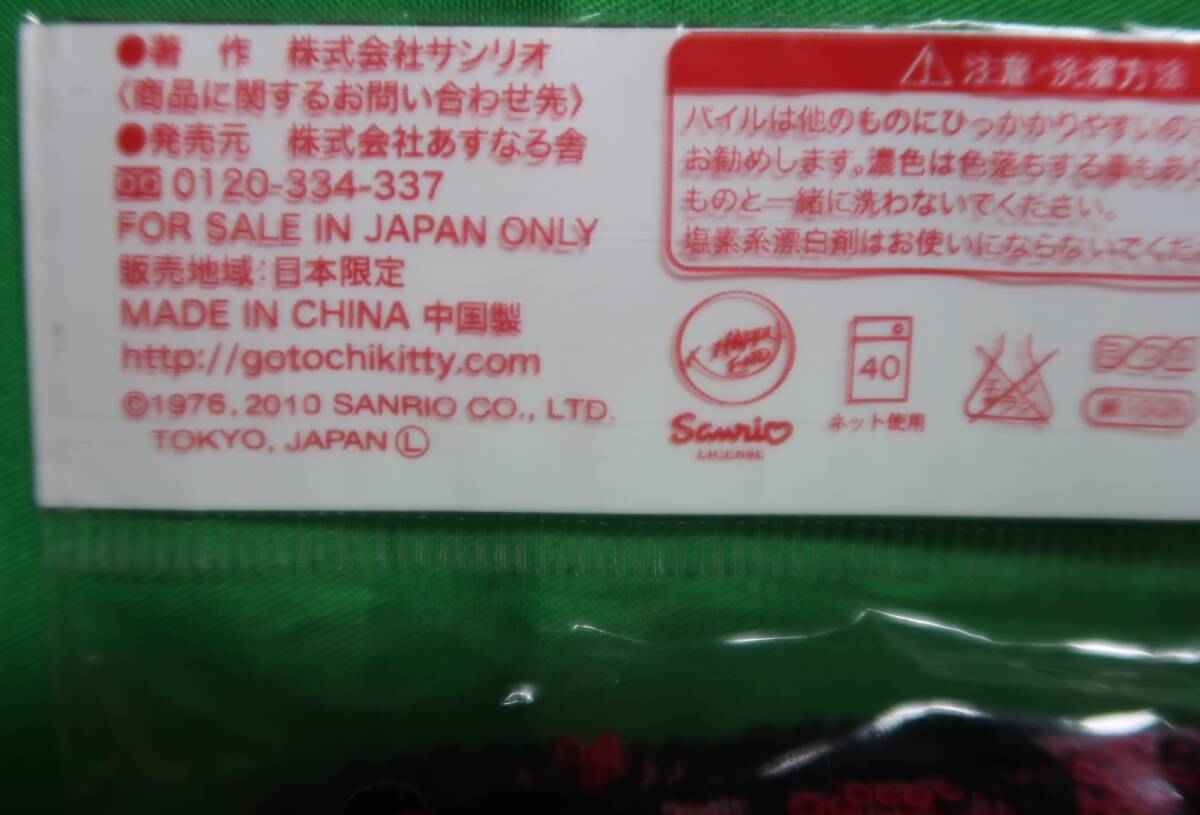 ●著 作 株式会社サンリオ
〈商品に関するお問い合わせ先〉
●発売元 株式会社あすなろ舎
0120-334-337
FOR SALE IN JAPAN ONLY
販売地域:日本限定
MADE IN CHINA 中国製
http://gotochikitty.com
©1976, 2010 SANRIO CO., LTD.
TOKYO, JAPAN Ⓛ
注意・洗濯方法
パイルは他のものにひっかかりやすいの
お勧めします。濃色は色落ちする事もあ
ものと一緒に洗わないでください。
塩素系漂白剤はお使いにならないでくだ
Sanrio
LICENSE
40
ネット使用
エンソ
サラシ